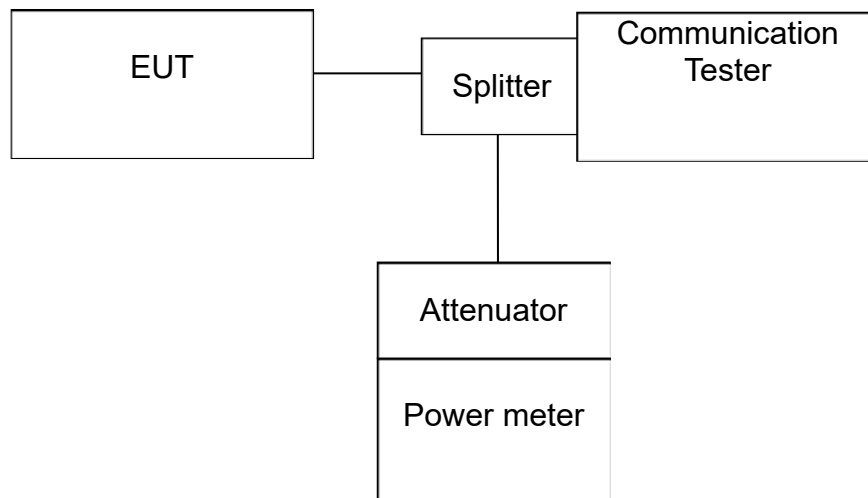 EUT
Splitter
Communication
Tester
Attenuator
Power meter